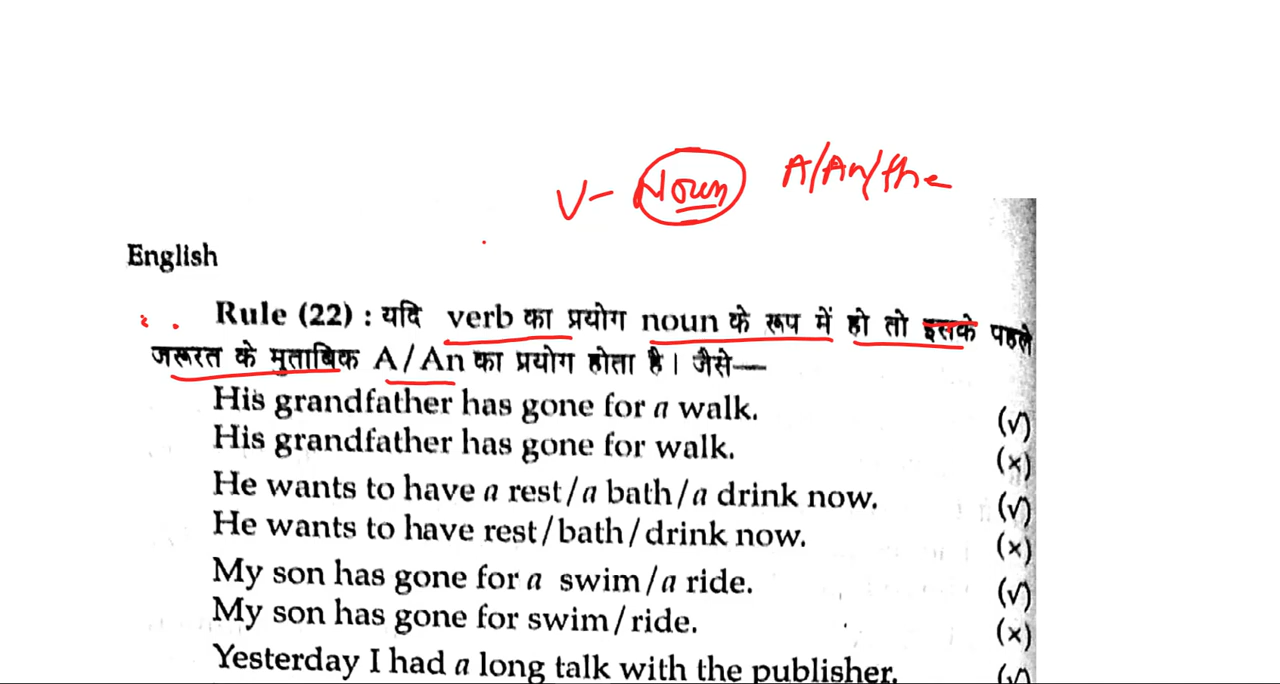 V- Noun A/An/the
English
Rule (22) : यदि verb का प्रयोग noun के रूप में हो तो इसके पहले
जरूरत के मुताबिक A/An का प्रयोग होता है। जैसे—
His grandfather has gone for a walk. (√)
His grandfather has gone for walk. (×)
He wants to have a rest/a bath/a drink now. (√)
He wants to have rest/bath/drink now. (×)
My son has gone for a swim/a ride. (√)
My son has gone for swim/ride. (×)
Yesterday I had a long talk with the publisher. (√)